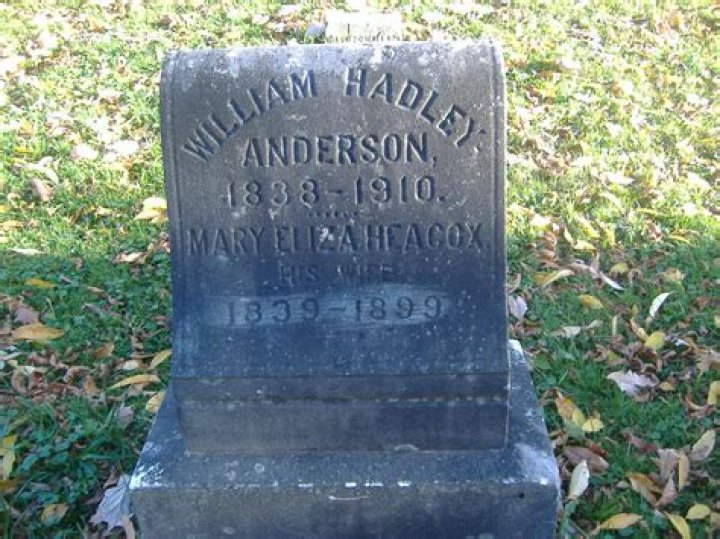 WILLIAM HADLEY
ANDERSON,
1838-1910.
MARY ELIZA HEACOX,
HIS WIFE
1839-1899